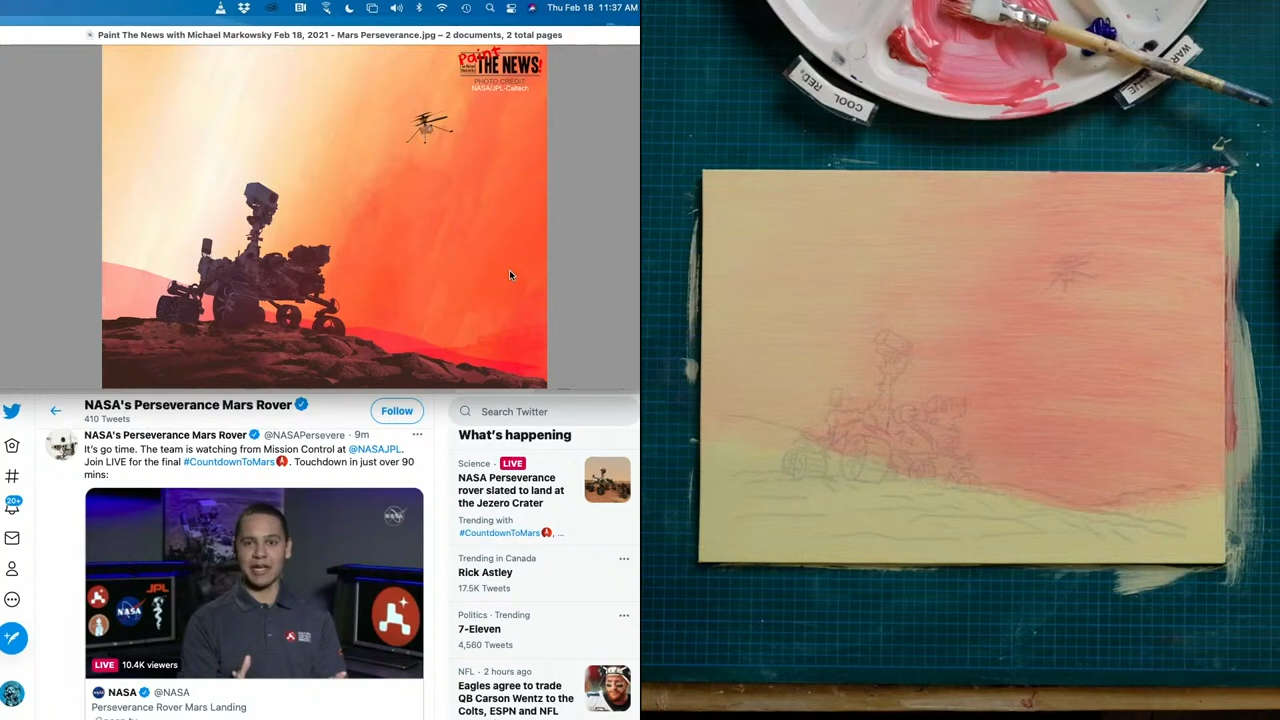 Thu Feb 18 11:37 AM
Paint The News with Michael Markowsky Feb 18, 2021 - Mars Perseverance.jpg – 2 documents, 2 total pages
Paint
THE NEWS!
PHOTO CREDIT
NASA/JPL-Caltech
NASA's Perseverance Mars Rover
410 Tweets
Follow
Search Twitter
NASA's Perseverance Mars Rover @NASAPersevere · 9m
It's go time. The team is watching from Mission Control at @NASAJPL.
Join LIVE for the final #CountdownToMars. Touchdown in just over 90
mins:
20+
NASA
JPL
NASA
LIVE 10.4K viewers
NASA @NASA
Perseverance Rover Mars Landing
What's happening
Science · LIVE
NASA Perseverance
rover slated to land at
the Jezero Crater
Trending with
#CountdownToMars, ...
Trending in Canada
Rick Astley
17.5K Tweets
Politics · Trending
7-Eleven
4,560 Tweets
NFL · 2 hours ago
Eagles agree to trade
QB Carson Wentz to the
Colts, ESPN and NFL
RED,
COOL
WAR